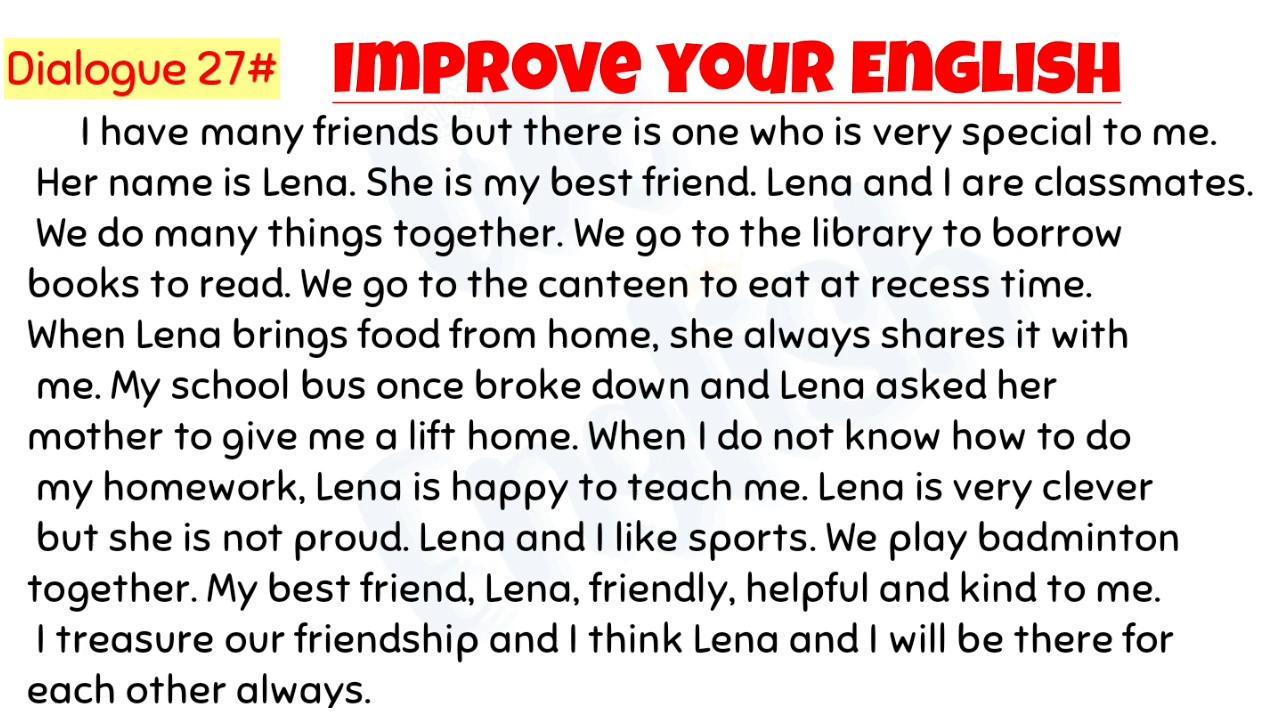 Dialogue 27#
IMPROVE YOUR ENGLISH
I have many friends but there is one who is very special to me.
Her name is Lena. She is my best friend. Lena and I are classmates.
We do many things together. We go to the library to borrow
books to read. We go to the canteen to eat at recess time.
When Lena brings food from home, she always shares it with
me. My school bus once broke down and Lena asked her
mother to give me a lift home. When I do not know how to do
my homework, Lena is happy to teach me. Lena is very clever
but she is not proud. Lena and I like sports. We play badminton
together. My best friend, Lena, friendly, helpful and kind to me.
I treasure our friendship and I think Lena and I will be there for
each other always.